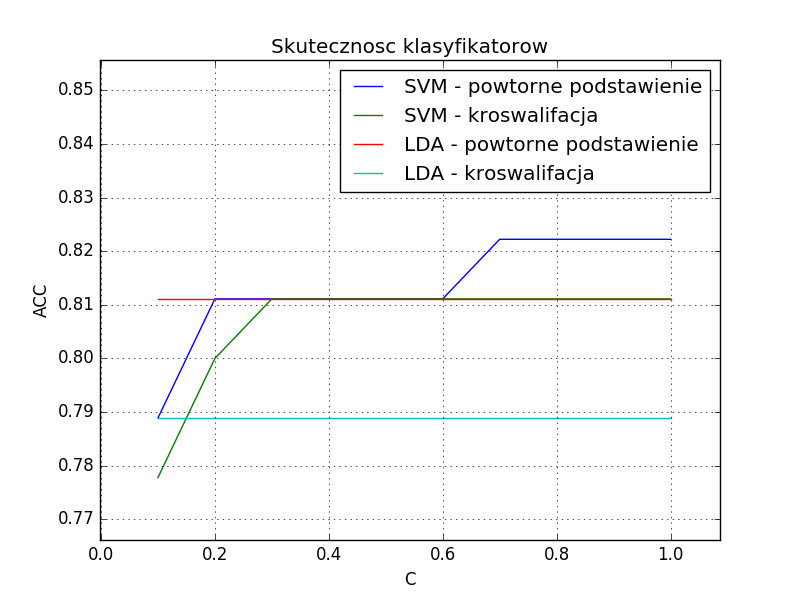 Skutecznosc klasyfikatorow
SVM - powtorne podstawienie
SVM - kroswalifacja
LDA - powtorne podstawienie
LDA - kroswalifacja
ACC
0.85
0.84
0.83
0.82
0.81
0.80
0.79
0.78
0.77
0.0 0.2 0.4 0.6 0.8 1.0
C